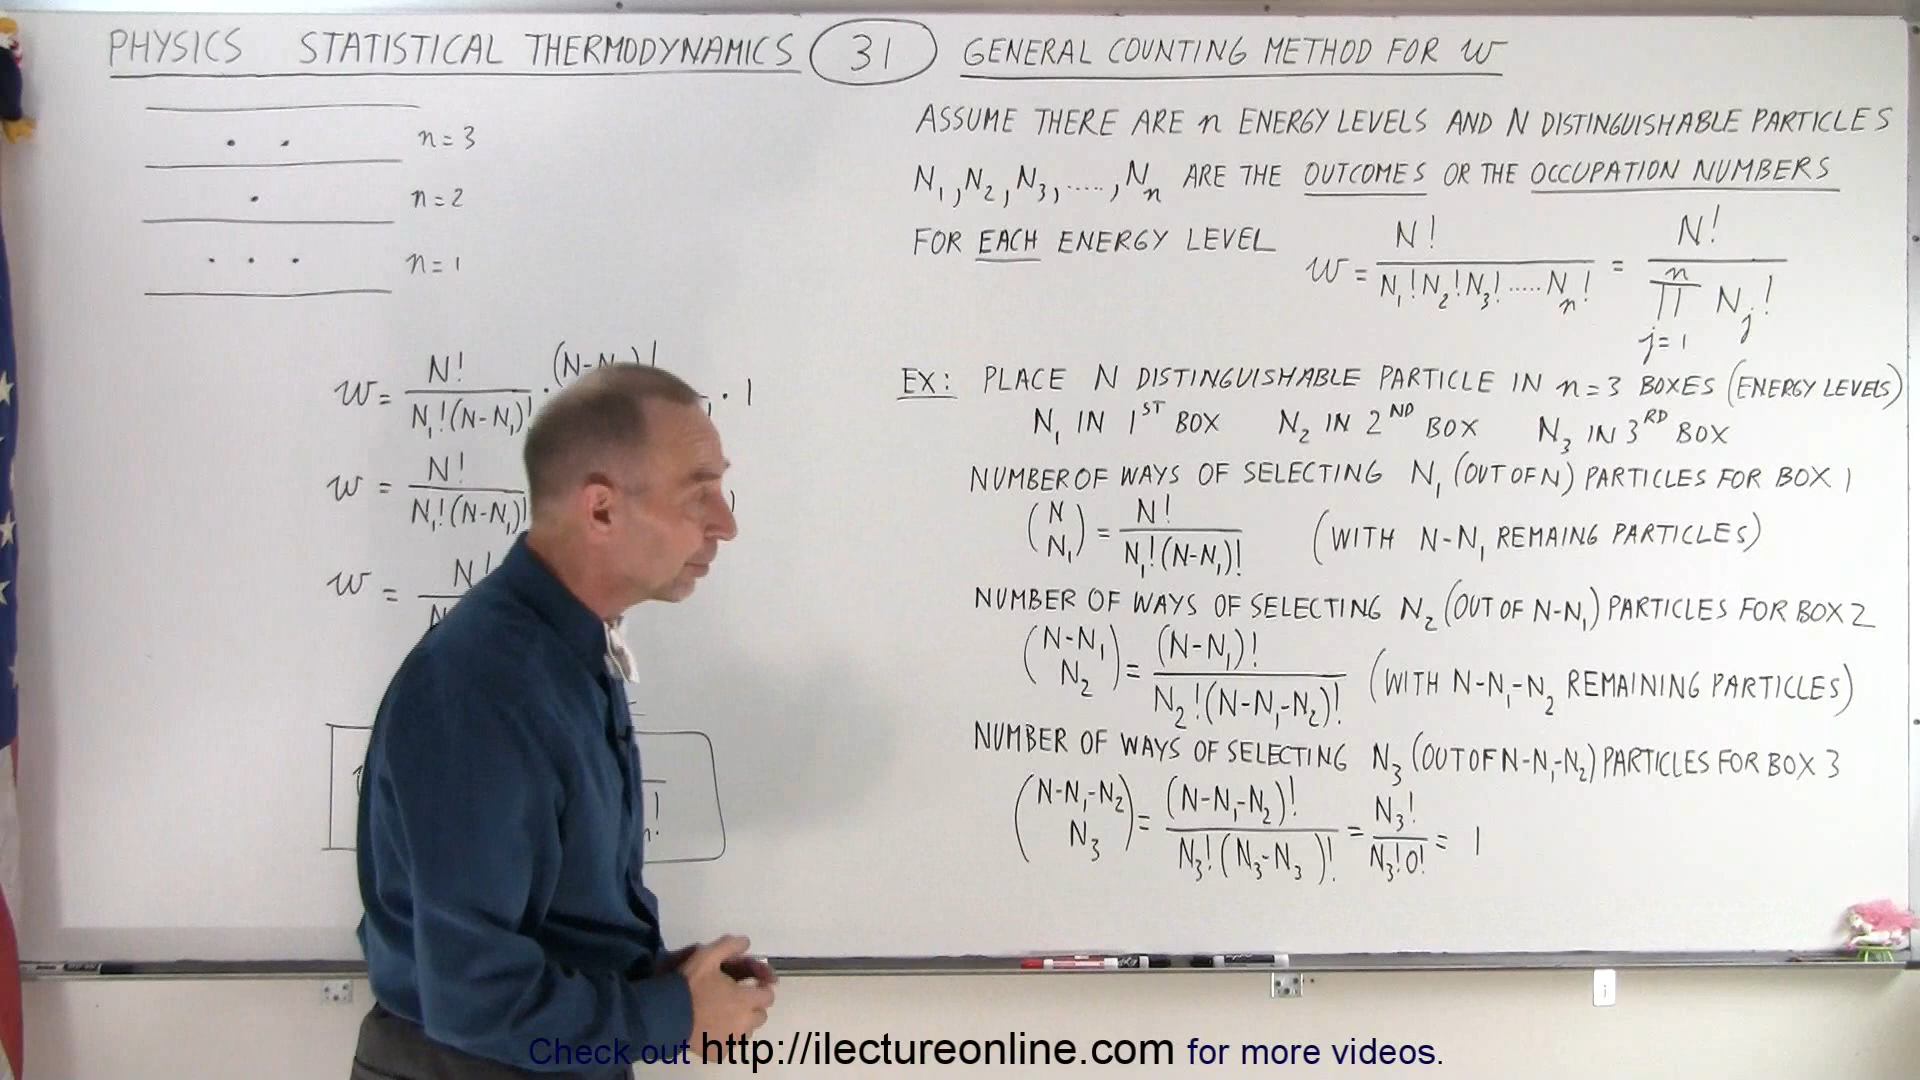 PHYSICS STATISTICAL THERMODYNAMICS 31 GENERAL COUNTING METHOD FOR w
n=3
n=2
n=1
w = N!/(N₁!(N-N₁)!) · (N-N · 1
w = N!/(N₁!(N-N₁)!
w = N!
ASSUME THERE ARE n ENERGY LEVELS AND N DISTINGUISHABLE PARTICLES
N₁, N₂, N₃, ....., Nₙ ARE THE OUTCOMES OR THE OCCUPATION NUMBERS
FOR EACH ENERGY LEVEL w = N!/(N₁!N₂!N₃!.....Nₙ!) = N!/(∏ⁿⱼ₌₁ Nⱼ!)
EX: PLACE N DISTINGUISHABLE PARTICLE IN n=3 BOXES (ENERGY LEVELS)
N₁ IN 1ST BOX N₂ IN 2ND BOX N₃ IN 3RD BOX
NUMBER OF WAYS OF SELECTING N₁ (OUT OF N) PARTICLES FOR BOX 1
(N N₁) = N!/(N₁!(N-N₁)!) (WITH N-N₁ REMAING PARTICLES)
NUMBER OF WAYS OF SELECTING N₂ (OUT OF N-N₁) PARTICLES FOR BOX 2
(N-N₁ N₂) = (N-N₁)!/(N₂!(N-N₁-N₂)!) (WITH N-N₁-N₂ REMAINING PARTICLES)
NUMBER OF WAYS OF SELECTING N₃ (OUT OF N-N₁-N₂) PARTICLES FOR BOX 3
(N-N₁-N₂ N₃) = (N-N₁-N₂)!/(N₃!(N₃-N₃)!) = N₃!/(N₃!0!) = 1
Check out http://ilectureonline.com for more videos.